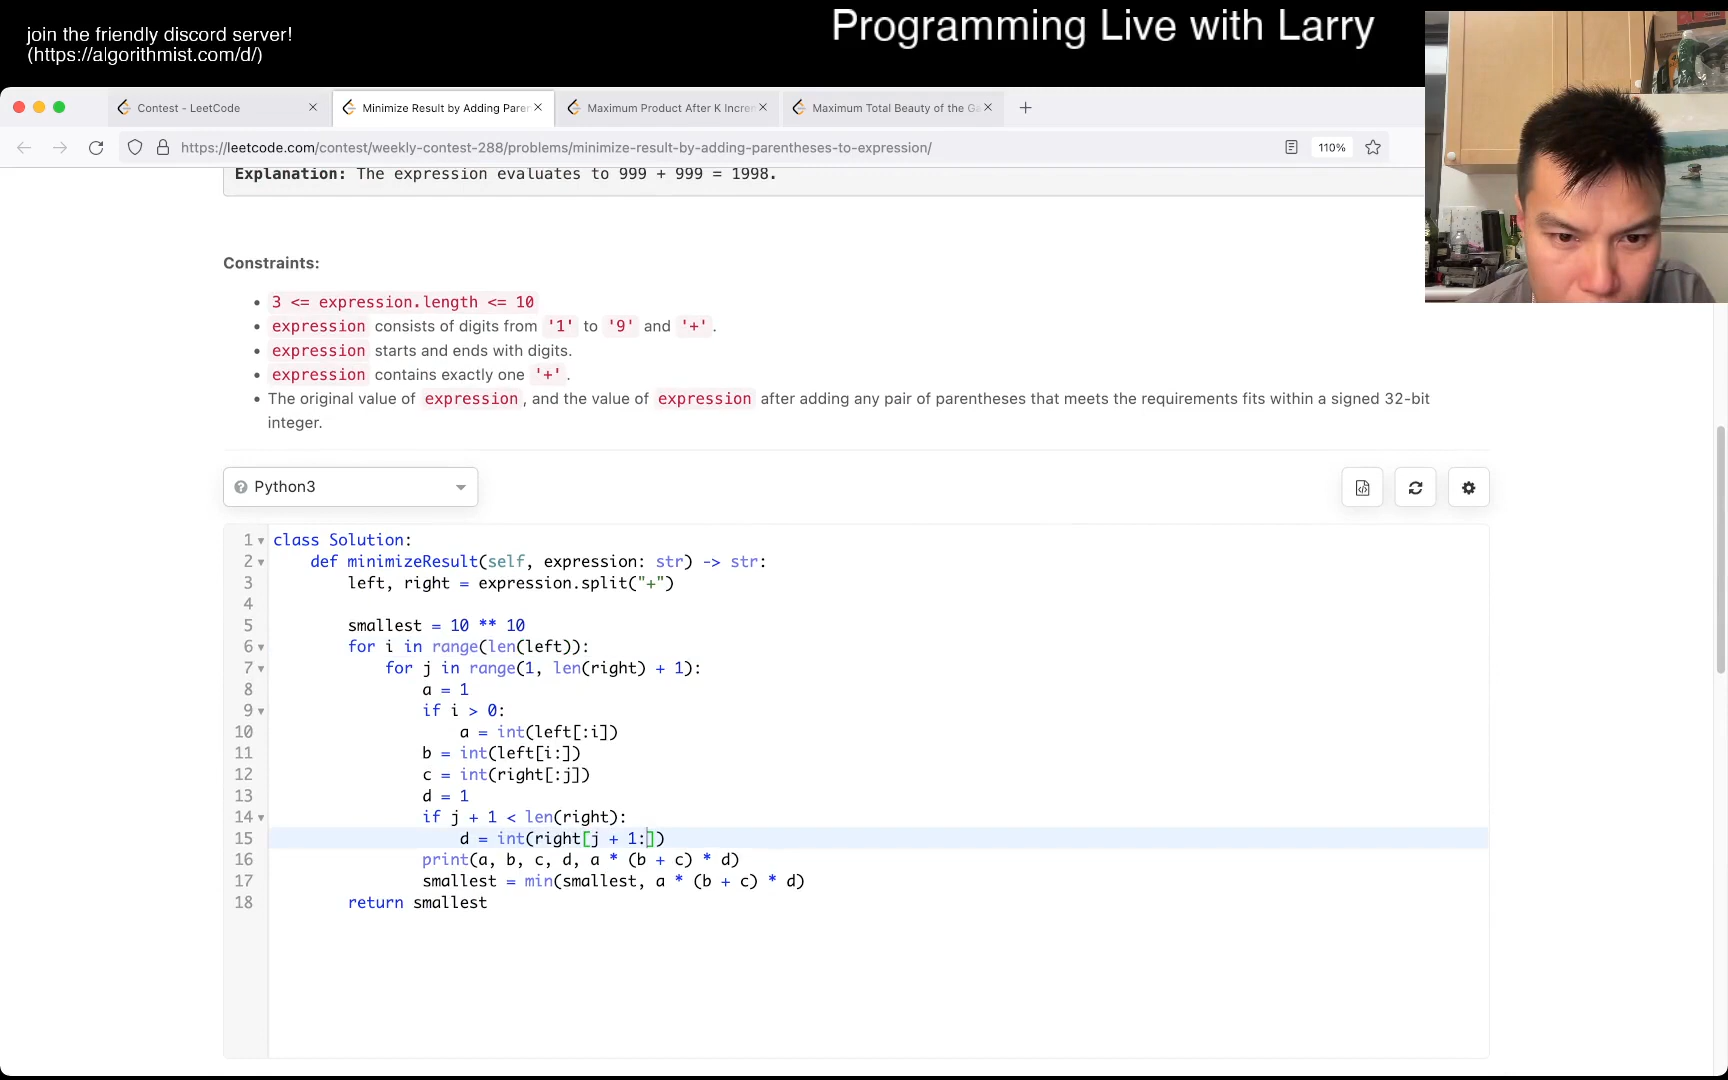 join the friendly discord server!
(https://algorithmist.com/d/)
Programming Live with Larry
Contest - LeetCode
Minimize Result by Adding Paren
Maximum Product After K Increm
Maximum Total Beauty of the Ga
https://leetcode.com/contest/weekly-contest-288/problems/minimize-result-by-adding-parentheses-to-expression/
110%
Explanation: The expression evaluates to 999 + 999 = 1998.
Constraints:
3 <= expression.length <= 10
expression consists of digits from '1' to '9' and '+'.
expression starts and ends with digits.
expression contains exactly one '+'.
The original value of expression, and the value of expression after adding any pair of parentheses that meets the requirements fits within a signed 32-bit
integer.
Python3
1 class Solution:
2     def minimizeResult(self, expression: str) -> str:
3         left, right = expression.split("+")
4
5         smallest = 10 ** 10
6         for i in range(len(left)):
7             for j in range(1, len(right) + 1):
8                 a = 1
9                 if i > 0:
10                     a = int(left[:i])
11                 b = int(left[i:])
12                 c = int(right[:j])
13                 d = 1
14                 if j + 1 < len(right):
15                     d = int(right[j + 1:])
16                 print(a, b, c, d, a * (b + c) * d)
17                 smallest = min(smallest, a * (b + c) * d)
18         return smallest